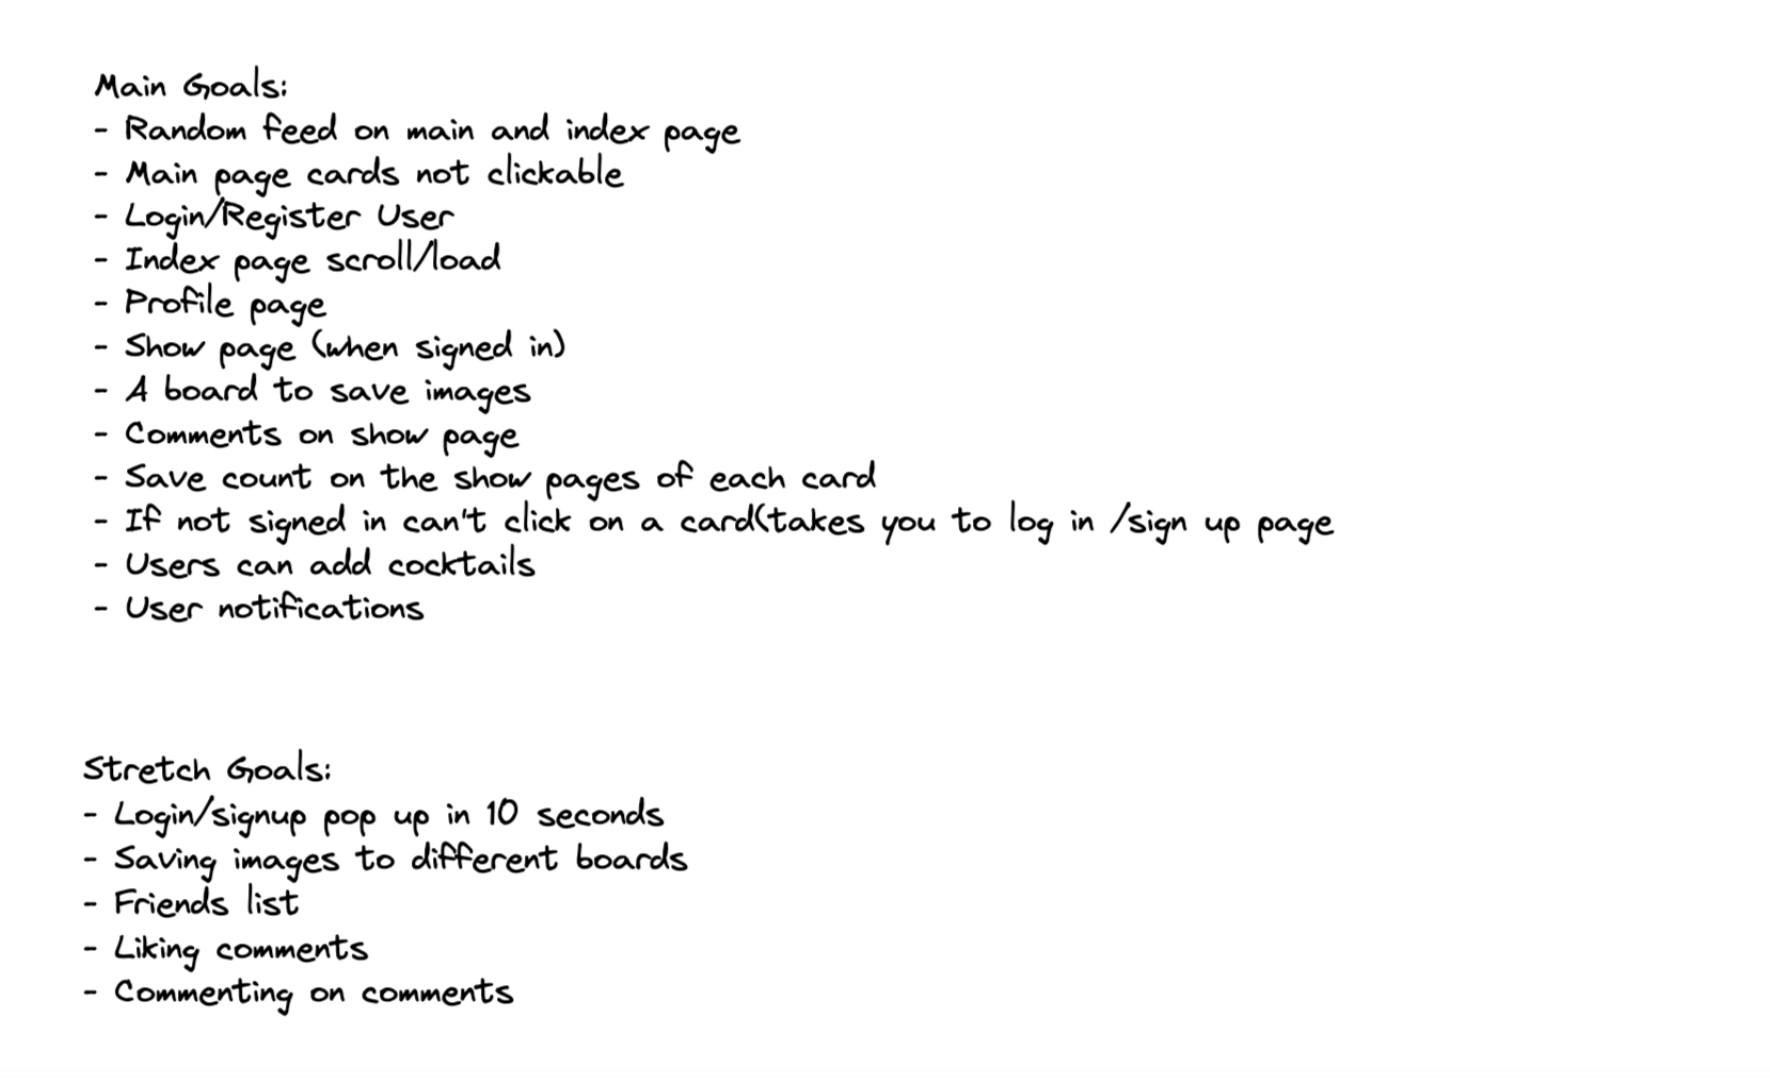 Main Goals:
- Random feed on main and index page
- Main page cards not clickable
- Login/Register User
- Index page scroll/load
- Profile page
- Show page (when signed in)
- A board to save images
- Comments on show page
- Save count on the show pages of each card
- If not signed in can't click on a card(takes you to log in /sign up page
- Users can add cocktails
- User notifications
Stretch Goals:
- Login/signup pop up in 10 seconds
- Saving images to different boards
- Friends list
- Liking comments
- Commenting on comments